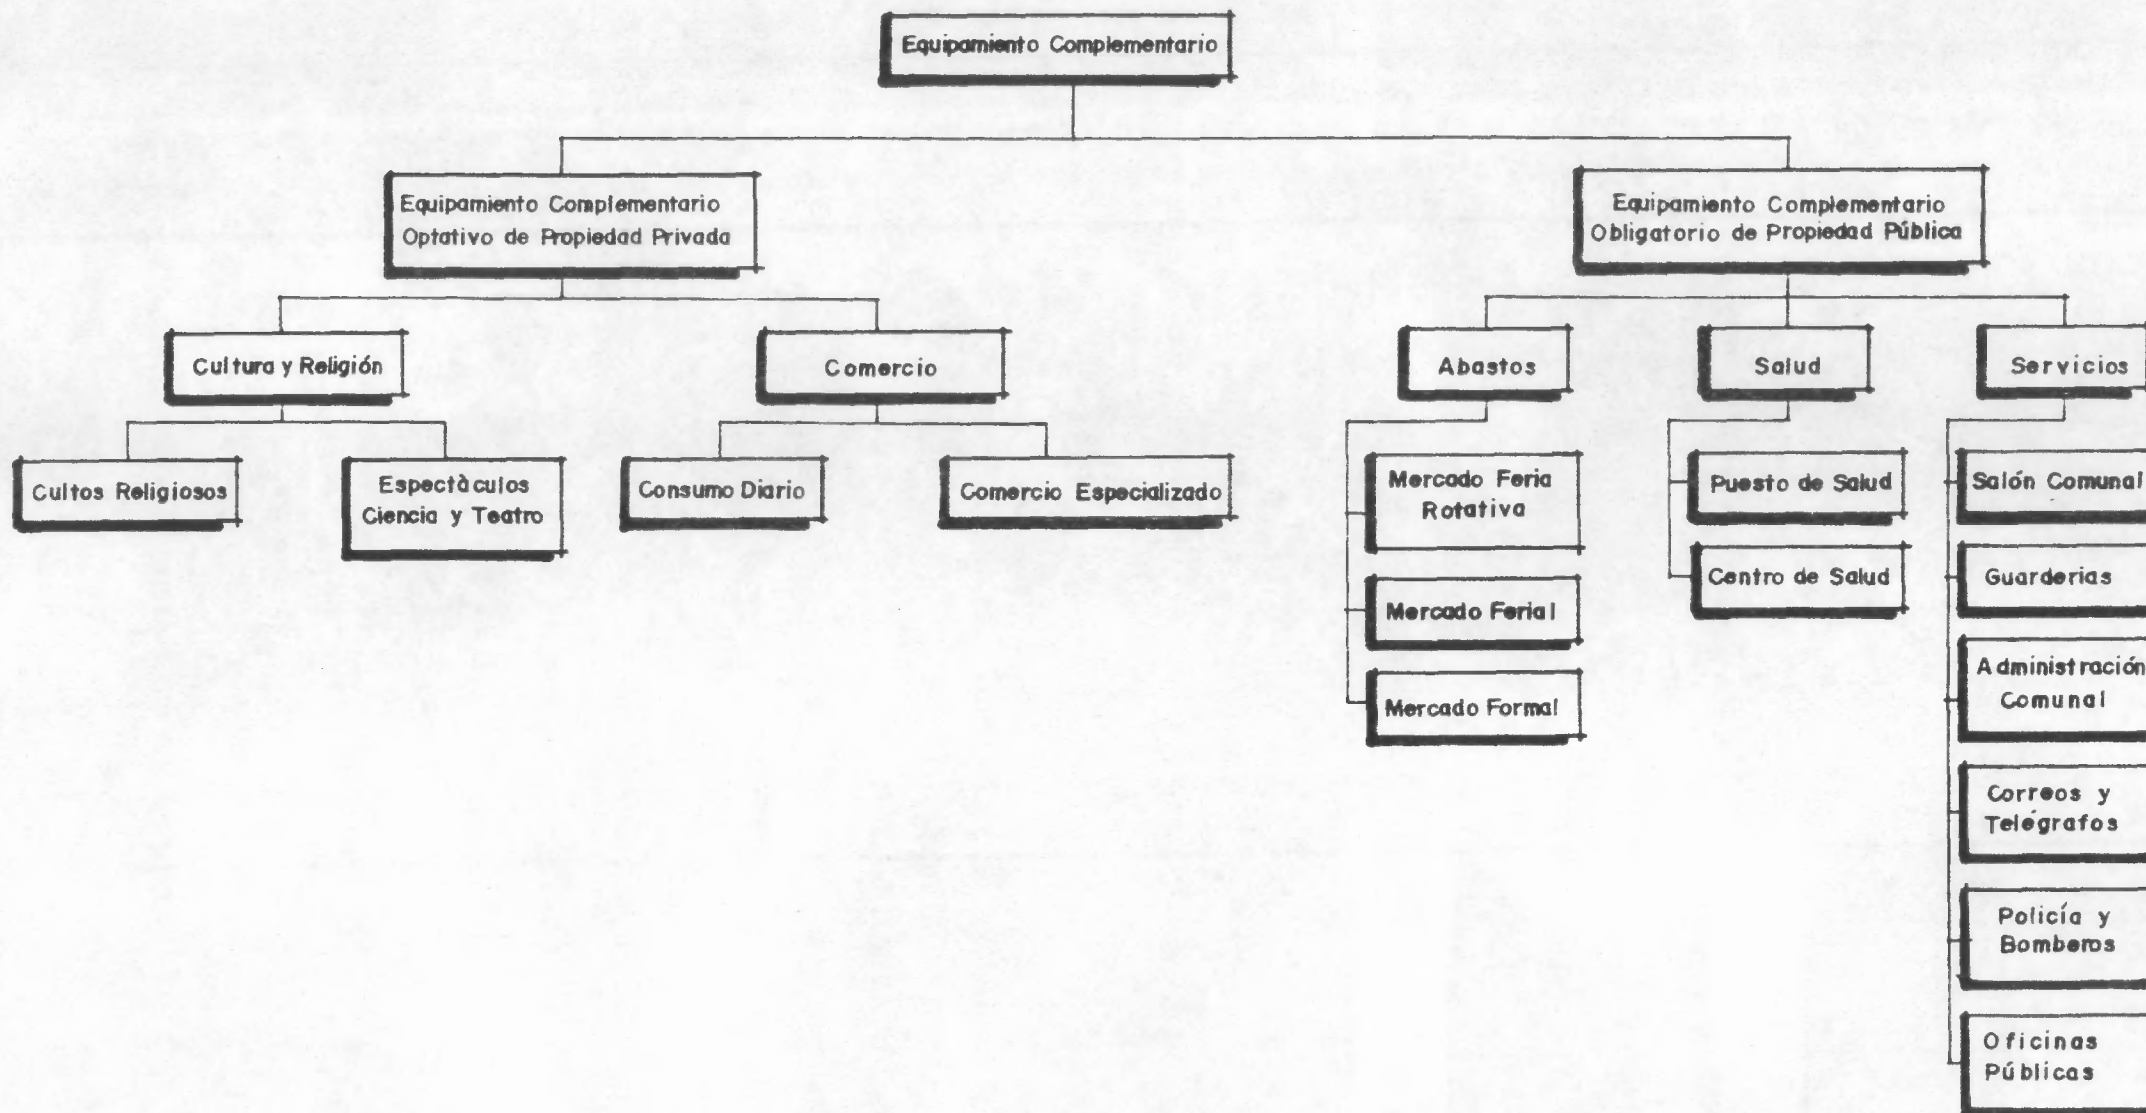 Equipamiento Complementario
Equipamiento Complementario
Optativo de Propiedad Privada
Equipamiento Complementario
Obligatorio de Propiedad Pública
Cultura y Religión
Comercio
Abastos
Salud
Servicios
Cultos Religiosos
Espectàculos
Ciencia y Teatro
Consumo Diario
Comercio Especializado
Mercado Feria
Rotativa
Mercado Ferial
Mercado Formal
Puesto de Salud
Centro de Salud
Salón Comunal
Guarderias
Administración
Comunal
Correos y
Telégrafos
Policía y
Bomberos
Oficinas
Públicas